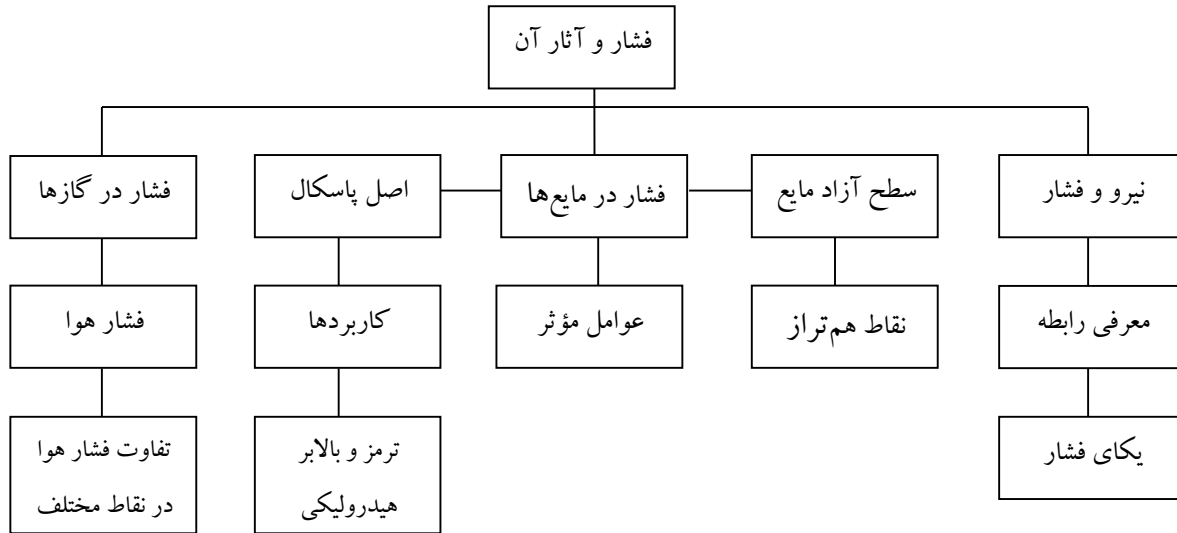 فشار و آثار آن
نیرو و فشار
سطح آزاد مایع
فشار در مایع‌ها
اصل پاسکال
فشار در گازها
معرفی رابطه
نقاط هم‌تراز
عوامل مؤثر
کاربردها
فشار هوا
یکای فشار
ترمز و بالابر
هیدرولیکی
تفاوت فشار هوا
در نقاط مختلف